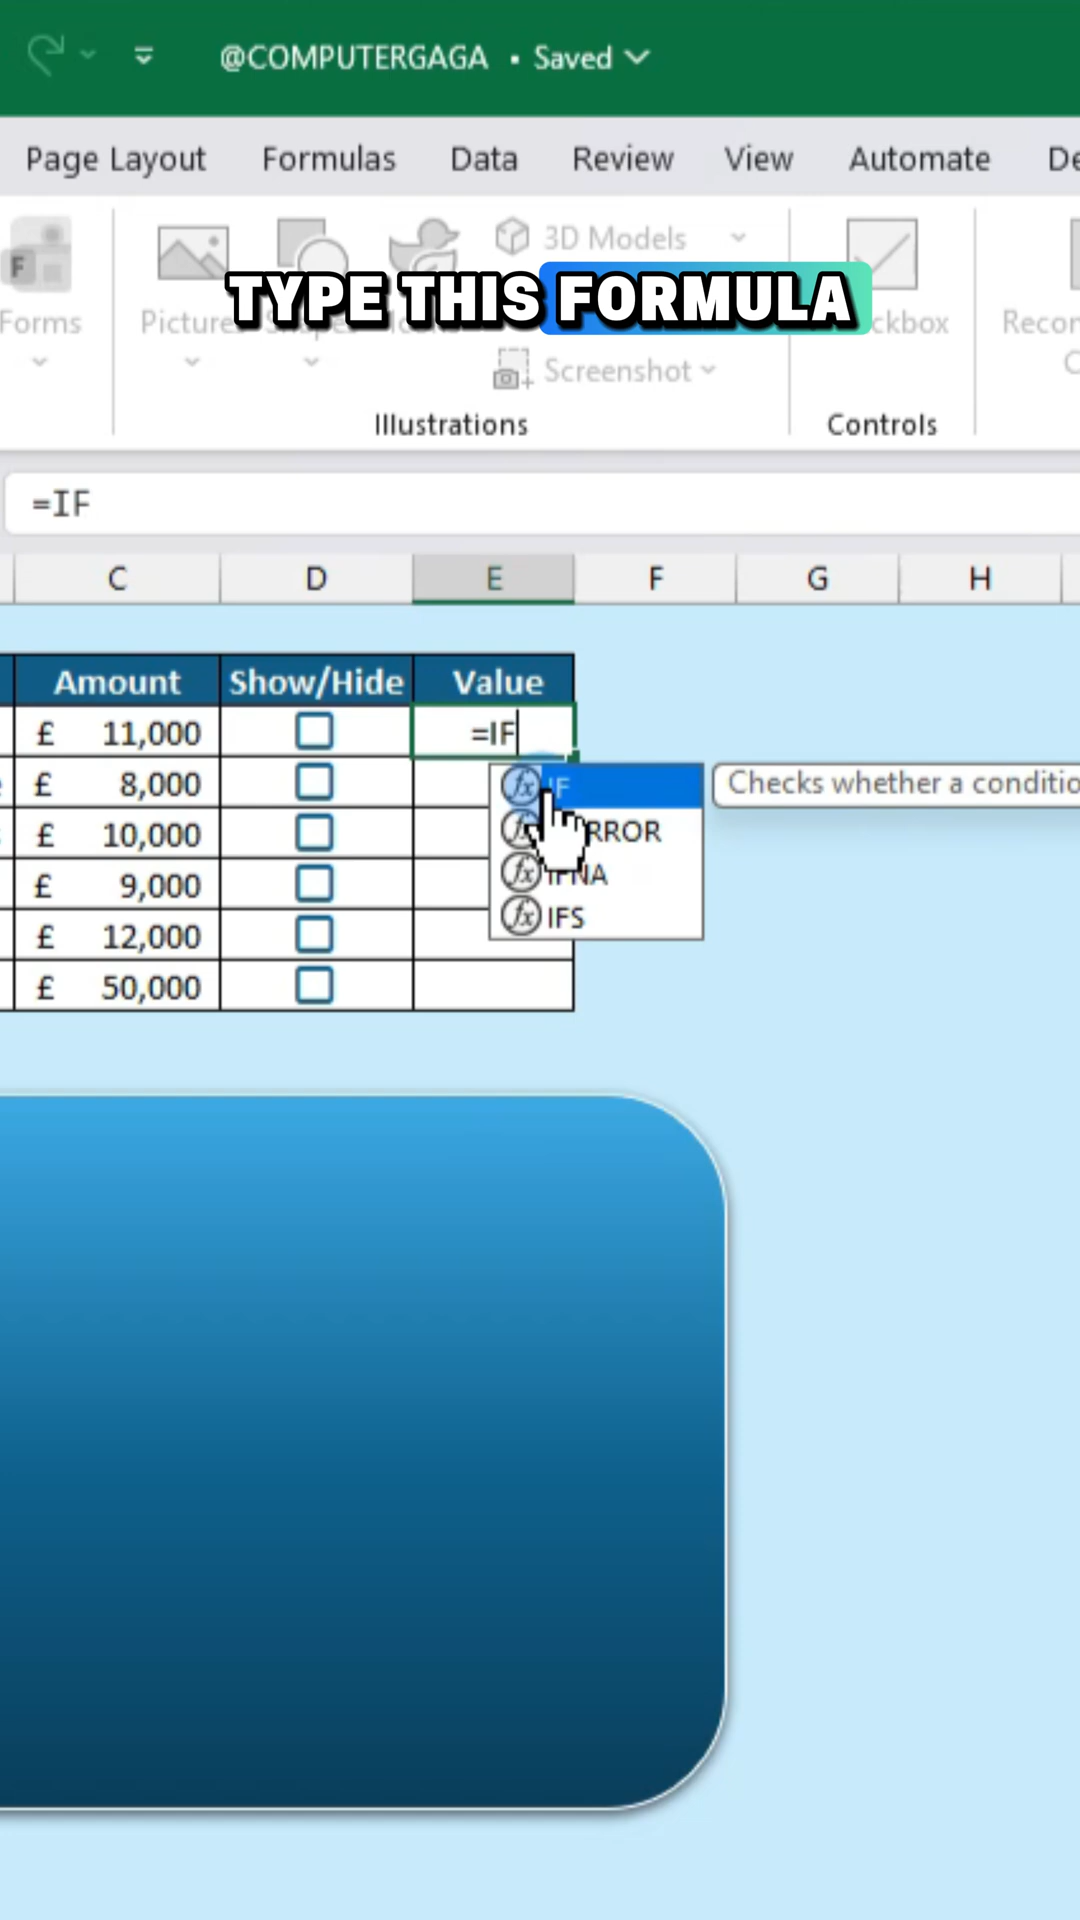 @COMPUTERGAGA • Saved
Page Layout Formulas Data Review View Automate
3D Models
TYPE THIS FORMULA
Forms
Screenshot
Illustrations Controls
=IF
C D E F G H
Amount Show/Hide Value
£ 11,000 =IF
£ 8,000
£ 10,000
£ 9,000
£ 12,000
£ 50,000
IF
IFNA
IFS
Checks whether a